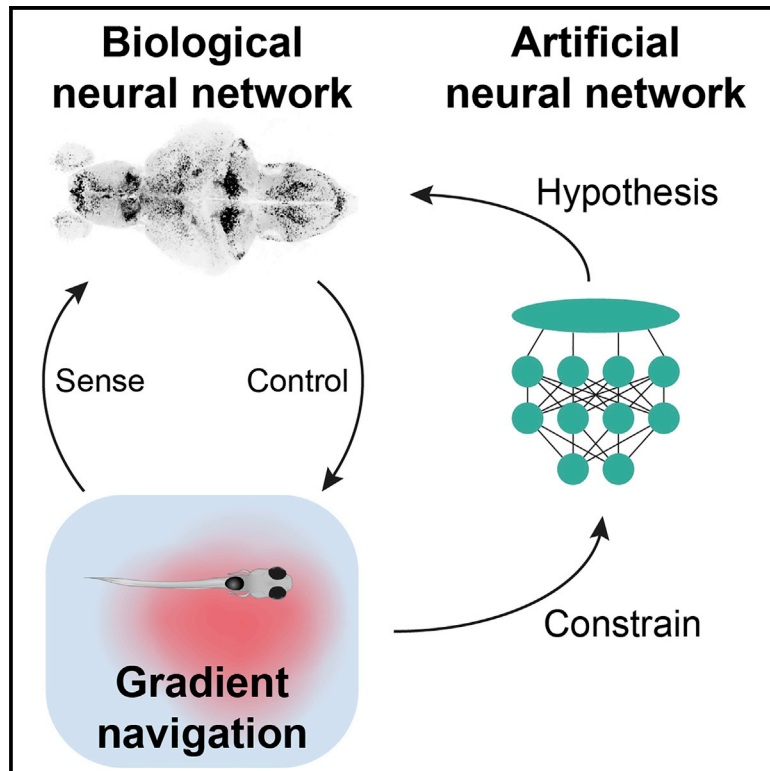 Biological
neural network
Artificial
neural network
Hypothesis
Sense
Control
Constrain
Gradient
navigation